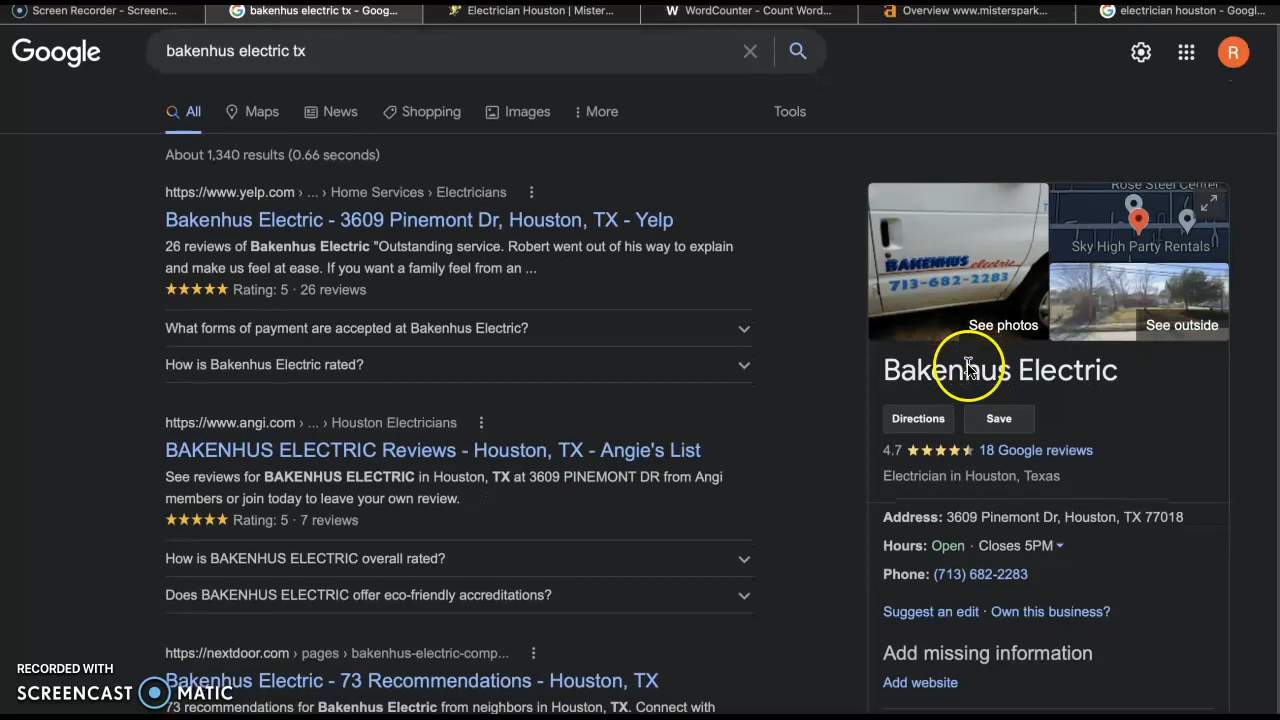 Screen Recorder - Screenc...
bakenhus electric tx - Goog...
Electrician Houston | Mister...
WordCounter - Count Word...
Overview www.misterspark...
electrician houston - Googl...
Google
bakenhus electric tx
R
All
Maps
News
Shopping
Images
More
Tools
About 1,340 results (0.66 seconds)
https://www.yelp.com › ... › Home Services › Electricians
Bakenhus Electric - 3609 Pinemont Dr, Houston, TX - Yelp
26 reviews of Bakenhus Electric "Outstanding service. Robert went out of his way to explain
and make us feel at ease. If you want a family feel from an ...
Rating: 5 · 26 reviews
What forms of payment are accepted at Bakenhus Electric?
How is Bakenhus Electric rated?
https://www.angi.com › ... › Houston Electricians
BAKENHUS ELECTRIC Reviews - Houston, TX - Angie's List
See reviews for BAKENHUS ELECTRIC in Houston, TX at 3609 PINEMONT DR from Angi
members or join today to leave your own review.
Rating: 5 · 7 reviews
How is BAKENHUS ELECTRIC overall rated?
Does BAKENHUS ELECTRIC offer eco-friendly accreditations?
https://nextdoor.com › pages › bakenhus-electric-comp...
Bakenhus Electric - 73 Recommendations - Houston, TX
73 recommendations for Bakenhus Electric from neighbors in Houston, TX. Connect with
BAKENHUS electric
713-682-2283
See photos
Rose Steel Center
Sky High Party Rentals
See outside
Bakenhus Electric
Directions
Save
4.7
18 Google reviews
Electrician in Houston, Texas
Address: 3609 Pinemont Dr, Houston, TX 77018
Hours: Open · Closes 5PM
Phone: (713) 682-2283
Suggest an edit · Own this business?
Add missing information
Add website
RECORDED WITH
SCREENCAST MATIC